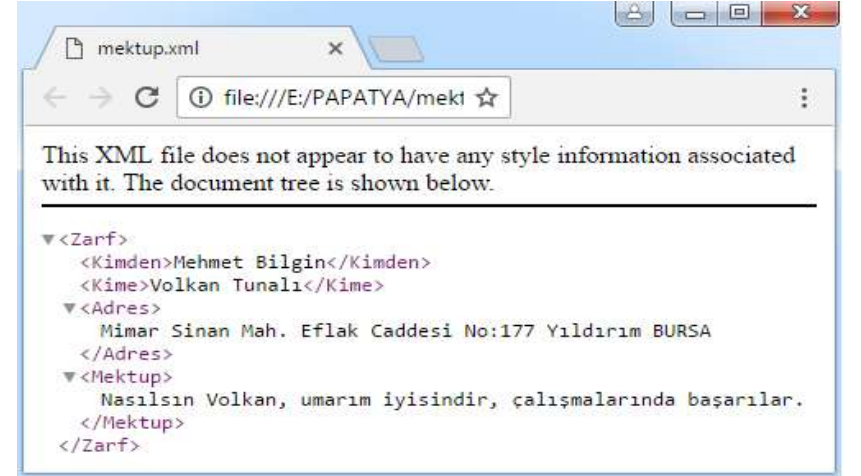 mektup.xml
file:///E:/PAPATYA/mekt
This XML file does not appear to have any style information associated
with it. The document tree is shown below.
<Zarf>
<Kimden>Mehmet Bilgin</Kimden>
<Kime>Volkan Tunalı</Kime>
<Adres>
Mimar Sinan Mah. Eflak Caddesi No:177 Yıldırım BURSA
</Adres>
<Mektup>
Nasılsın Volkan, umarım iyisindir, çalışmalarında başarılar.
</Mektup>
</Zarf>